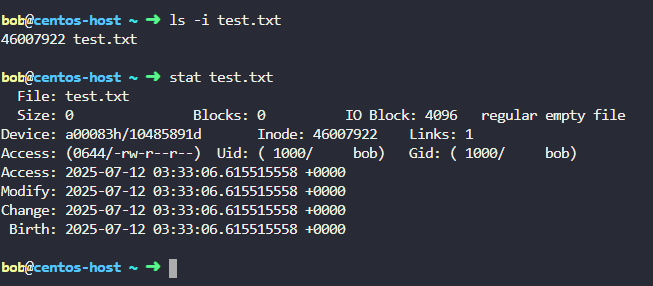 bob@centos-host ~ ➜ ls -i test.txt
46007922 test.txt
bob@centos-host ~ ➜ stat test.txt
  File: test.txt
  Size: 0               Blocks: 0          IO Block: 4096   regular empty file
Device: a00083h/10485891d       Inode: 46007922    Links: 1
Access: (0644/-rw-r--r--)  Uid: ( 1000/     bob)   Gid: ( 1000/     bob)
Access: 2025-07-12 03:33:06.615515558 +0000
Modify: 2025-07-12 03:33:06.615515558 +0000
Change: 2025-07-12 03:33:06.615515558 +0000
 Birth: 2025-07-12 03:33:06.615515558 +0000
bob@centos-host ~ ➜